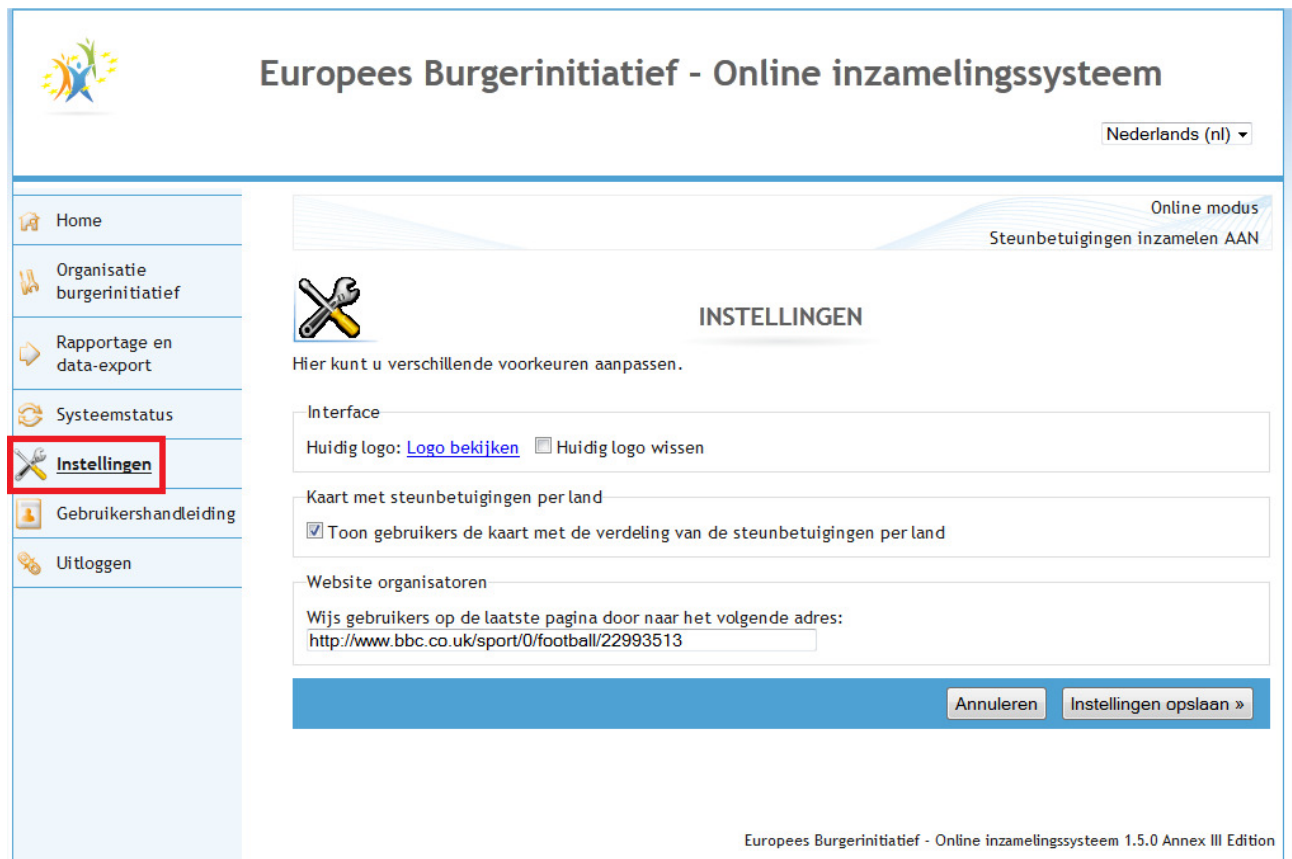 Europees Burgerinitiatief - Online inzamelingssysteem
Nederlands (nl)
Home
Organisatie
burgerinitiatief
Rapportage en
data-export
Systeemstatus
Instellingen
Gebruikershandleiding
Uitloggen
Online modus
Steunbetuigingen inzamelen AAN
INSTELLINGEN
Hier kunt u verschillende voorkeuren aanpassen.
Interface
Huidig logo: Logo bekijken Huidig logo wissen
Kaart met steunbetuigingen per land
Toon gebruikers de kaart met de verdeling van de steunbetuigingen per land
Website organisatoren
Wijs gebruikers op de laatste pagina door naar het volgende adres:
http://www.bbc.co.uk/sport/0/football/22993513
Annuleren Instellingen opslaan »
Europees Burgerinitiatief - Online inzamelingssysteem 1.5.0 Annex III Edition